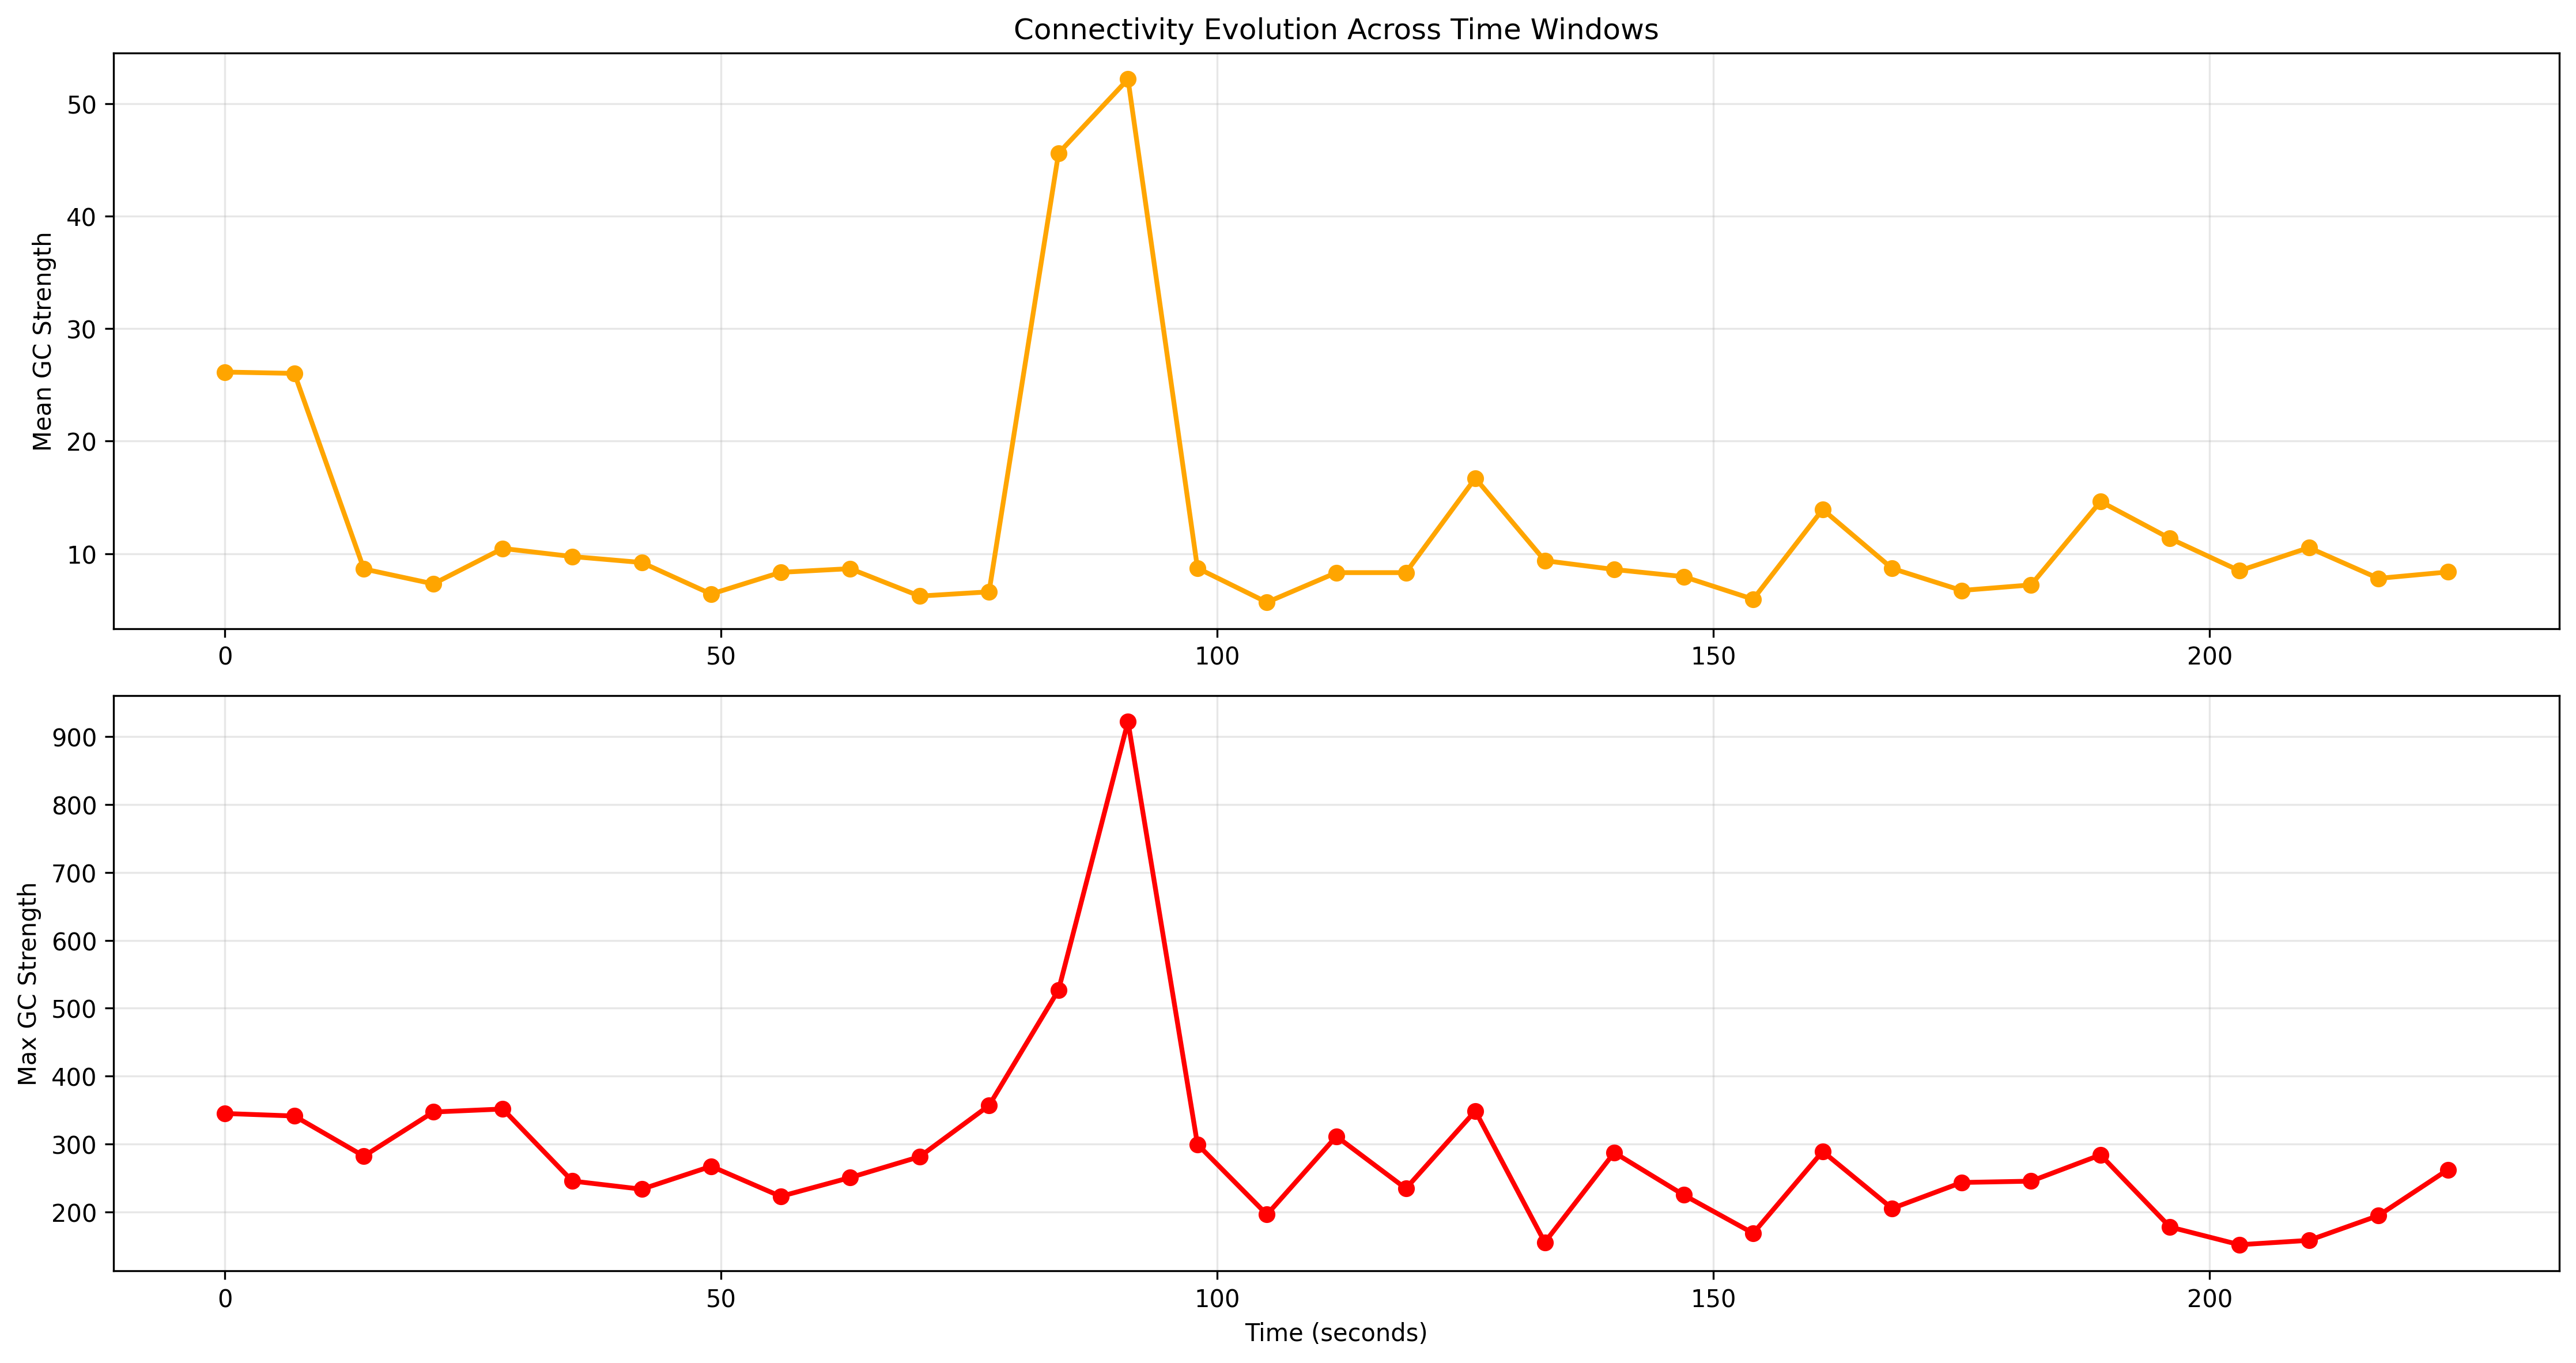 Connectivity Evolution Across Time Windows
Mean GC Strength
50
40
30
20
10
0 50 100 150 200
Max GC Strength
900
800
700
600
500
400
300
200
0 50 100 150 200
Time (seconds)